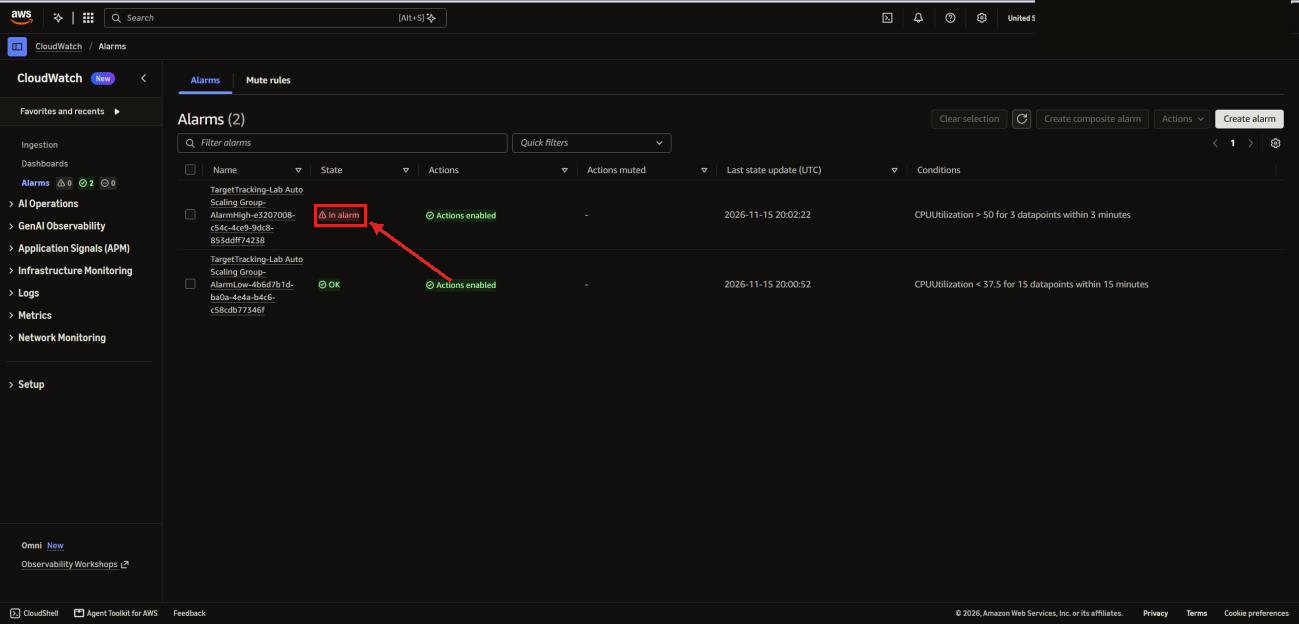 aws
Search [Alt+S]
United S
CloudWatch / Alarms
CloudWatch New
Favorites and recents
Ingestion
Dashboards
Alarms 0 2 0
AI Operations
GenAI Observability
Application Signals (APM)
Infrastructure Monitoring
Logs
Metrics
Network Monitoring
Setup
Omni New
Observability Workshops
Alarms Mute rules
Alarms (2)
Clear selection Create composite alarm Actions Create alarm
Filter alarms Quick filters 1
Name State Actions Actions muted Last state update (UTC) Conditions
TargetTracking-Lab Auto
Scaling Group-
AlarmHigh-e3207008-
c54c-4ce9-9dc8-
853ddff74238
In alarm Actions enabled - 2026-11-15 20:02:22 CPUUtilization > 50 for 3 datapoints within 3 minutes
TargetTracking-Lab Auto
Scaling Group-
AlarmLow-4b6d7b1d-
ba0a-4e4a-b4c6-
c58cdb77346f
OK Actions enabled - 2026-11-15 20:00:52 CPUUtilization < 37.5 for 15 datapoints within 15 minutes
CloudShell Agent Toolkit for AWS Feedback © 2026, Amazon Web Services, Inc. or its affiliates. Privacy Terms Cookie preferences